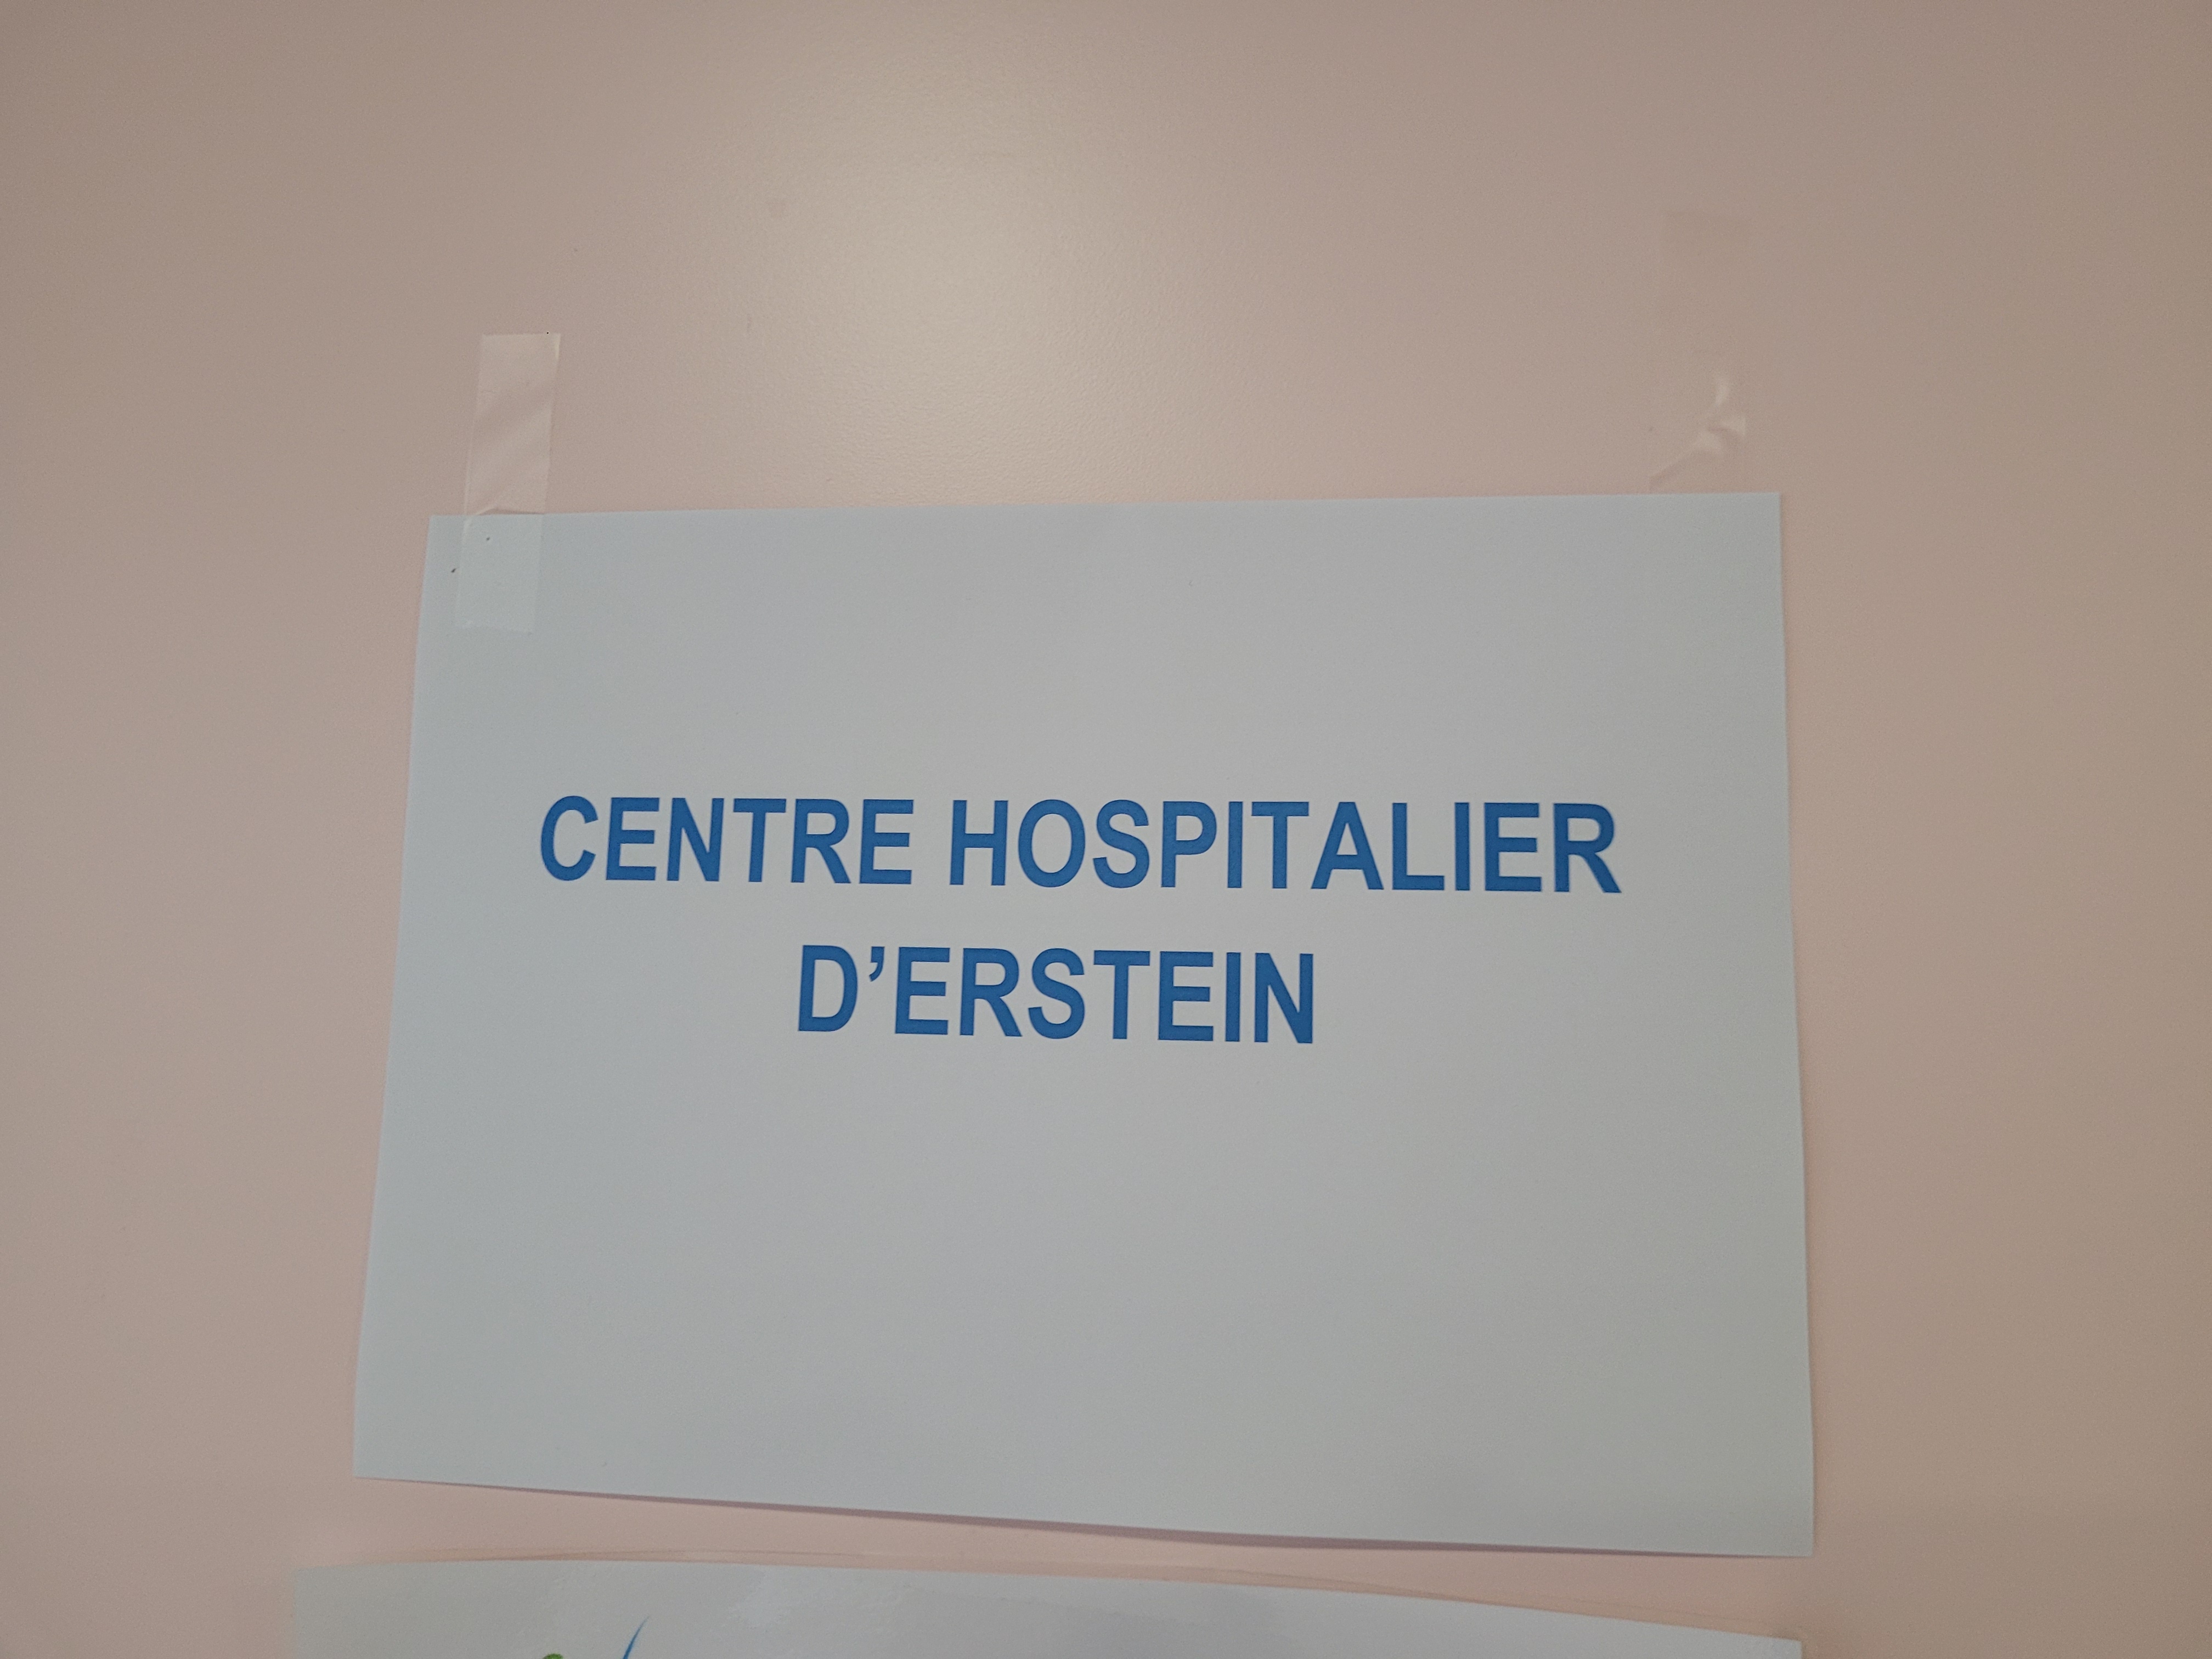 CENTRE HOSPITALIER
D’ERSTEIN